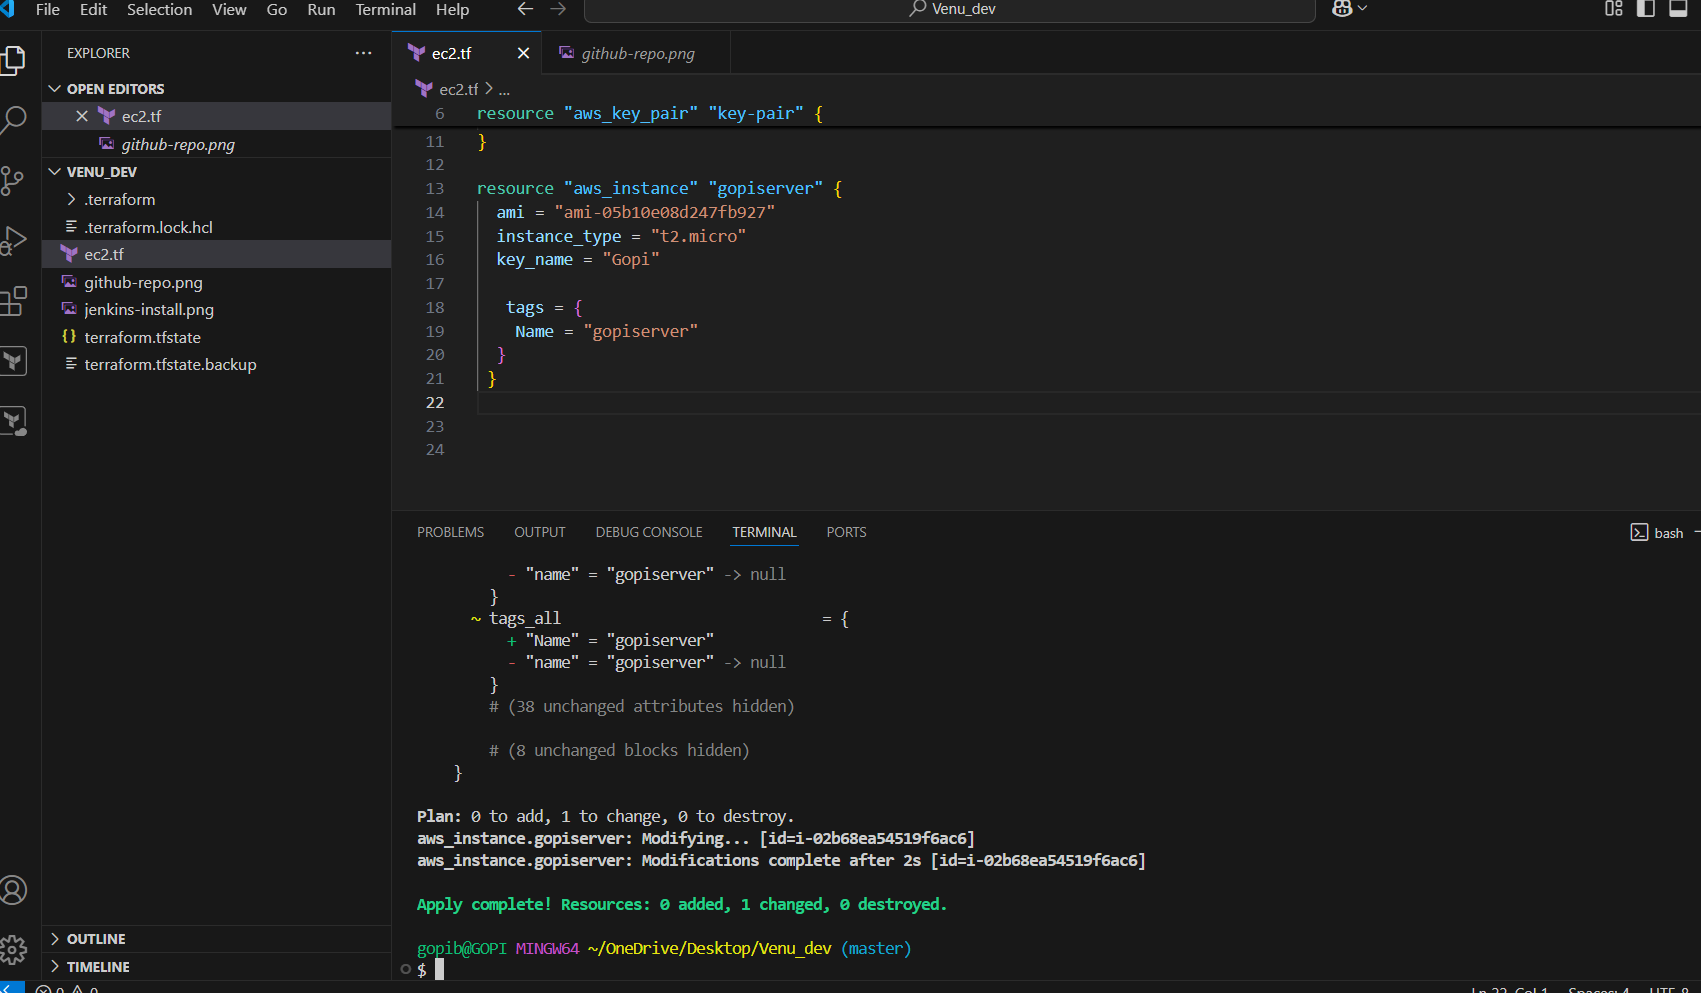 File Edit Selection View Go Run Terminal Help
Venu_dev
EXPLORER
OPEN EDITORS
ec2.tf
github-repo.png
VENU_DEV
.terraform
.terraform.lock.hcl
ec2.tf
github-repo.png
jenkins-install.png
terraform.tfstate
terraform.tfstate.backup
OUTLINE
TIMELINE
ec2.tf
github-repo.png
ec2.tf > ...
6 resource "aws_key_pair" "key-pair" {
11 }
12
13 resource "aws_instance" "gopiserver" {
14 ami = "ami-05b10e08d247fb927"
15 instance_type = "t2.micro"
16 key_name = "Gopi"
17
18 tags = {
19 Name = "gopiserver"
20 }
21 }
22
23
24
PROBLEMS OUTPUT DEBUG CONSOLE TERMINAL PORTS
bash
- "name" = "gopiserver" -> null
}
~ tags_all = {
+ "Name" = "gopiserver"
- "name" = "gopiserver" -> null
}
# (38 unchanged attributes hidden)
# (8 unchanged blocks hidden)
}
Plan: 0 to add, 1 to change, 0 to destroy.
aws_instance.gopiserver: Modifying... [id=i-02b68ea54519f6ac6]
aws_instance.gopiserver: Modifications complete after 2s [id=i-02b68ea54519f6ac6]
Apply complete! Resources: 0 added, 1 changed, 0 destroyed.
gopib@GOPI MINGW64 ~/OneDrive/Desktop/Venu_dev (master)
$
0 0
Ln 22, Col 1 Spaces: 4 UTF-8